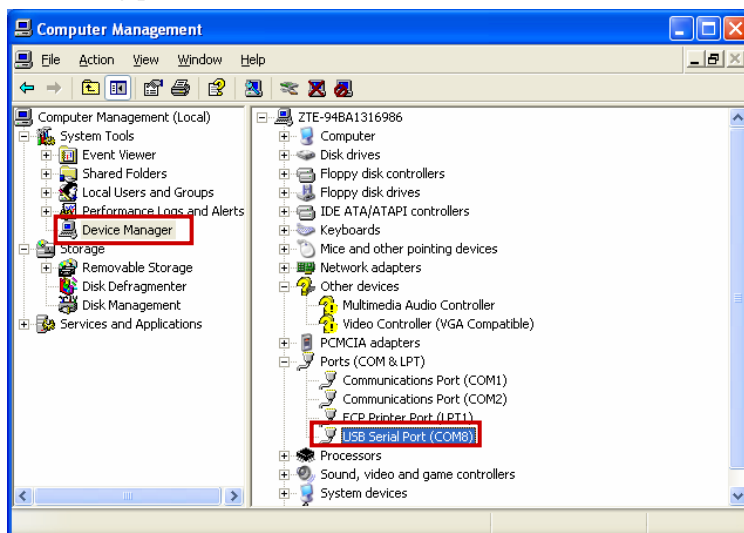 Computer Management
File Action View Window Help
Computer Management (Local)
System Tools
Event Viewer
Shared Folders
Local Users and Groups
Performance Logs and Alerts
Device Manager
Storage
Removable Storage
Disk Defragmenter
Disk Management
Services and Applications
ZTE-94BA1316986
Computer
Disk drives
Floppy disk controllers
Floppy disk drives
IDE ATA/ATAPI controllers
Keyboards
Mice and other pointing devices
Network adapters
Other devices
Multimedia Audio Controller
Video Controller (VGA Compatible)
PCMCIA adapters
Ports (COM & LPT)
Communications Port (COM1)
Communications Port (COM2)
ECP Printer Port (LPT1)
USB Serial Port (COM8)
Processors
Sound, video and game controllers
System devices